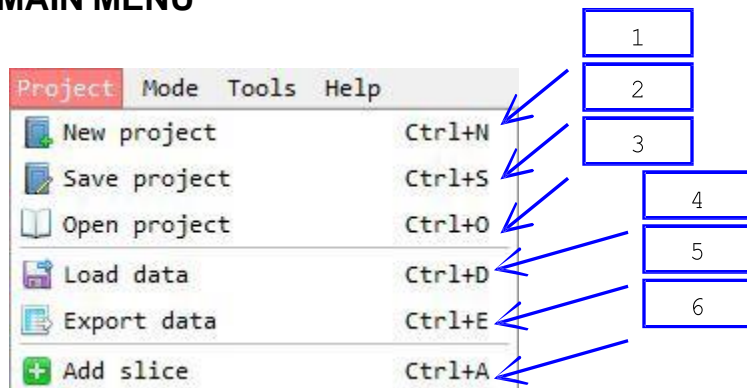 MAIN MENU
1
Project Mode Tools Help
2
New project Ctrl+N
3
Save project Ctrl+S
4
Open project Ctrl+O
5
Load data Ctrl+D
6
Export data Ctrl+E
Add slice Ctrl+A